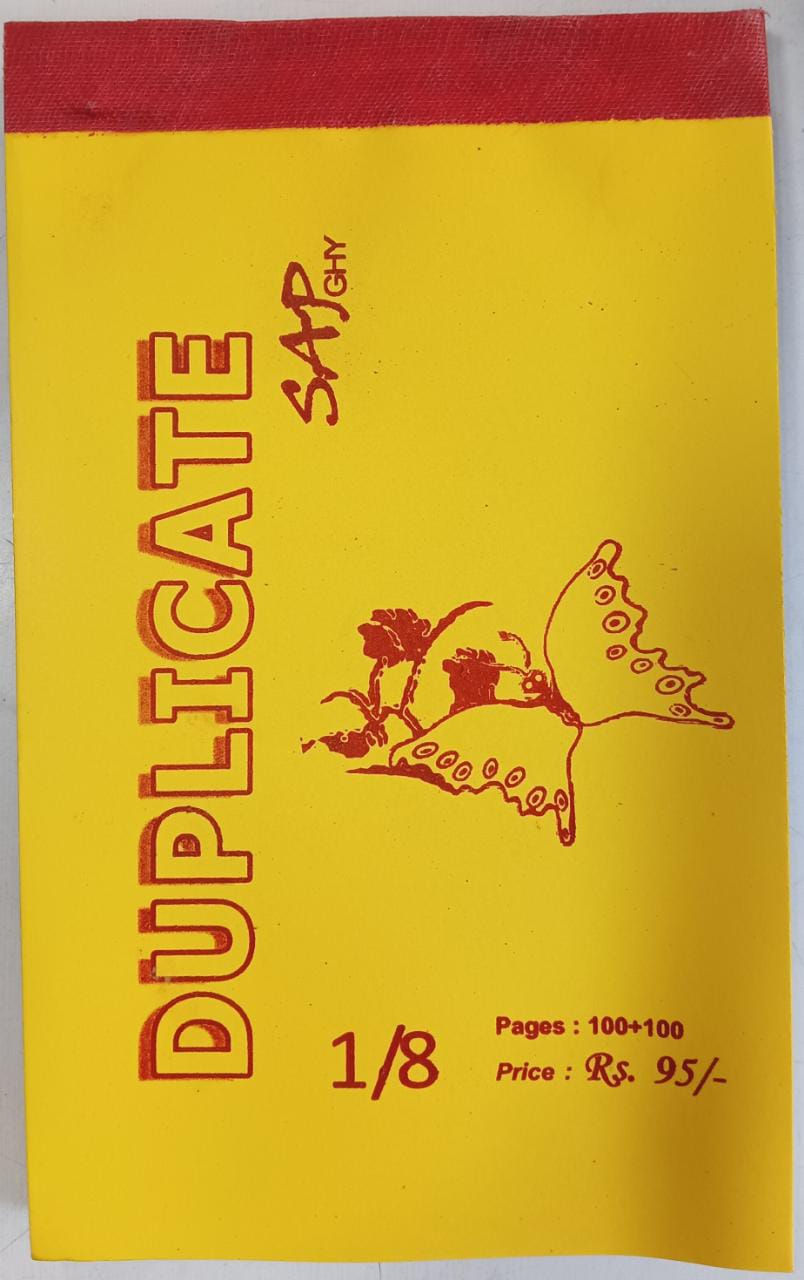 DUPLICATE
SAP
GHY
1/8
Pages : 100+100
Price : Rs. 95/-